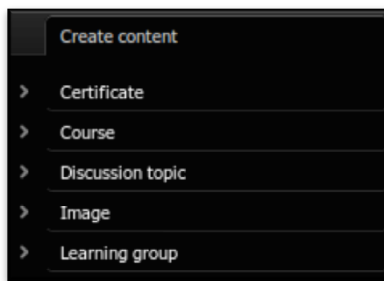 Create content
Certificate
Course
Discussion topic
Image
Learning group